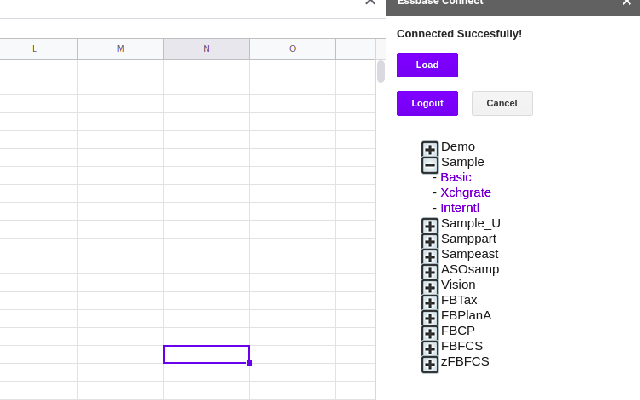 Essbase Connect
L M N O
Connected Succesfully!
Load
Logout Cancel
Demo
Sample
- Basic
- Xchgrate
- Interntl
Sample_U
Samppart
Sampeast
ASOsamp
Vision
FBTax
FBPlanA
FBCP
FBFCS
zFBFCS